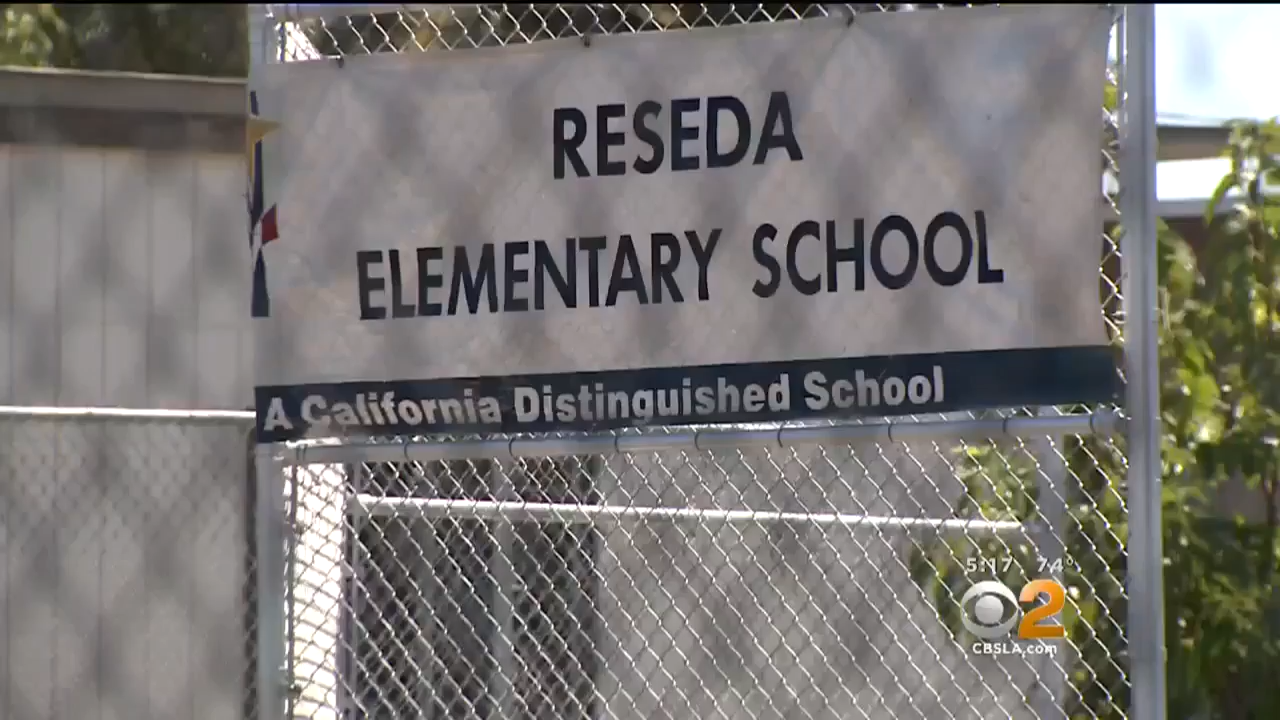 RESEDA
ELEMENTARY SCHOOL
A California Distinguished School
5:17 74°
2
CBSLA.com